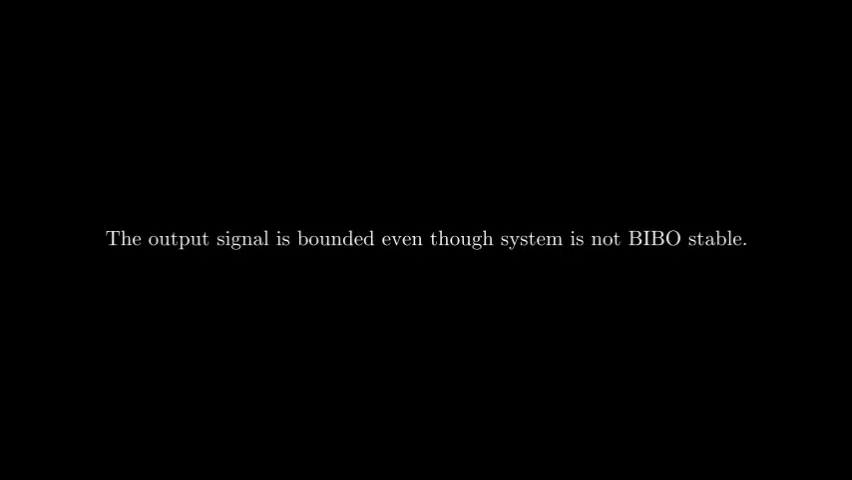 The output signal is bounded even though system is not BIBO stable.